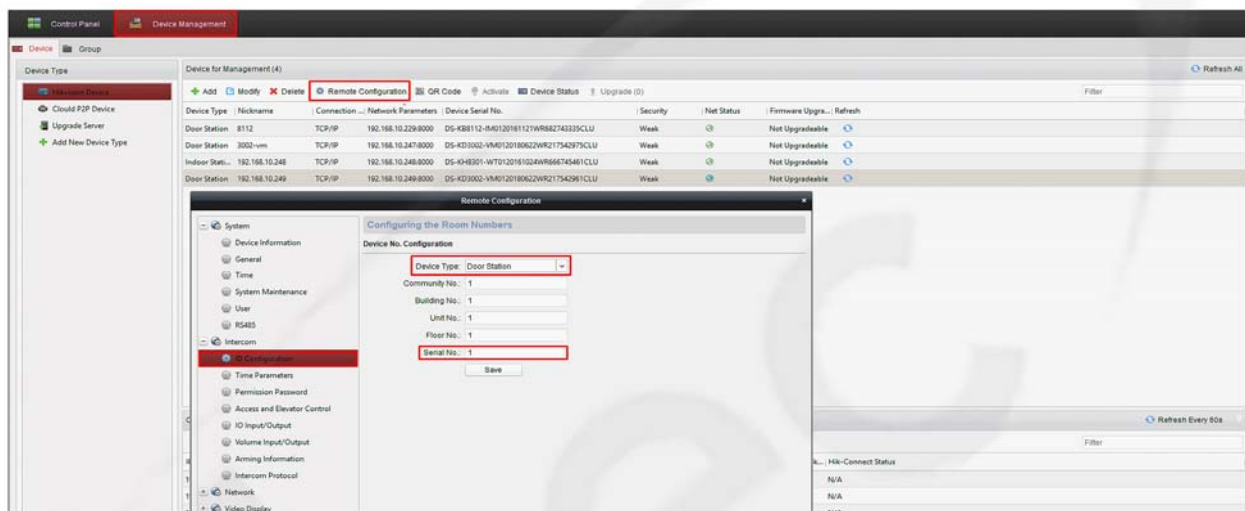 Control Panel Device Management
Device Group
Device Type
Hikvision Device
Clould P2P Device
Upgrade Server
Add New Device Type
Device for Management (4) Refresh All
Add Modify Delete Remote Configuration QR Code Activate Device Status Upgrade (0) Filter
Device Type Nickname Connection ... Network Parameters Device Serial No. Security Net Status Firmware Upgra... Refresh
Door Station 8112 TCP/IP 192.168.10.229:8000 DS-KB8112-IM0120161121WR682743335CLU Weak Not Upgradeable
Door Station 3002-vm TCP/IP 192.168.10.247:8000 DS-KD3002-VM0120180622WR217542975CLU Weak Not Upgradeable
Indoor Stati... 192.168.10.248 TCP/IP 192.168.10.248:8000 DS-KH8301-WT0120161024WR666745461CLU Weak Not Upgradeable
Door Station 192.168.10.249 TCP/IP 192.168.10.249:8000 DS-KD3002-VM0120180622WR217542961CLU Weak Not Upgradeable
Remote Configuration
System
Device Information
General
Time
System Maintenance
User
RS485
Intercom
ID Configuration
Time Parameters
Permission Password
Access and Elevator Control
IO Input/Output
Volume Input/Output
Arming Information
Intercom Protocol
Network
Video Display
Configuring the Room Numbers
Device No. Configuration
Device Type: Door Station
Community No.: 1
Building No.: 1
Unit No.: 1
Floor No.: 1
Serial No.: 1
Save
Refresh Every 60s
Filter
Hik-Connect Status
N/A
N/A